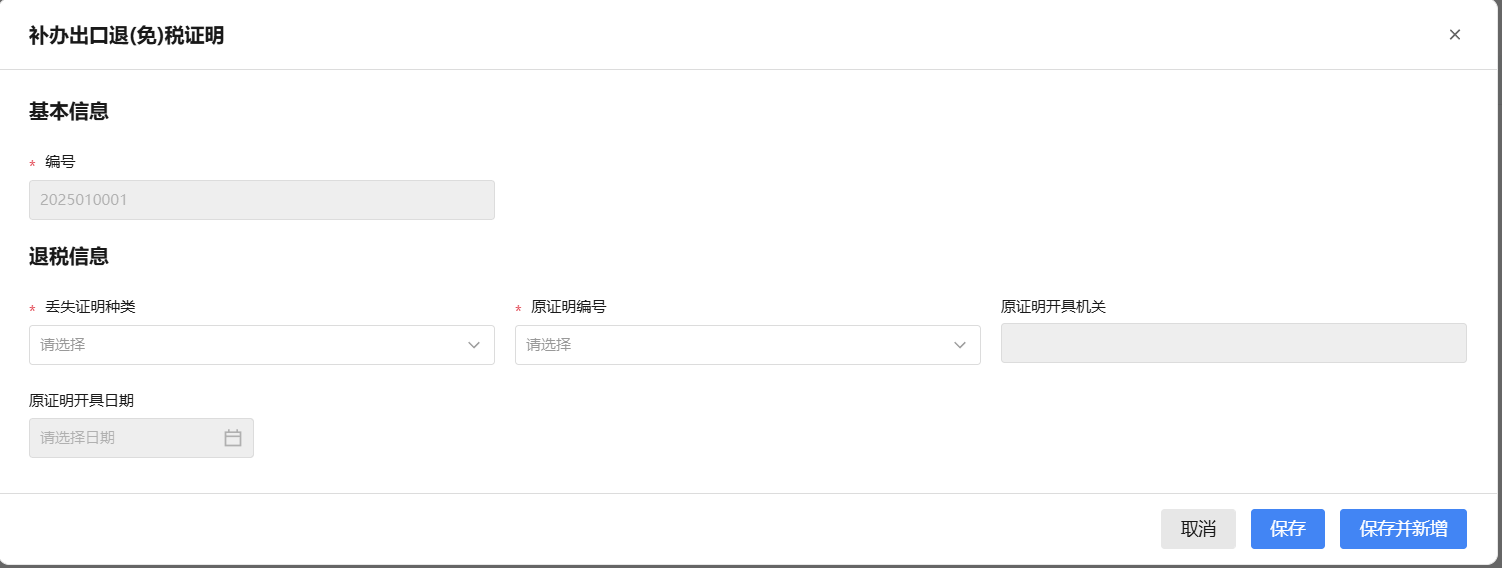 补办出口退(免)税证明
基本信息
* 编号
2025010001
退税信息
* 丢失证明种类
* 原证明编号
原证明开具机关
请选择
请选择
原证明开具日期
请选择日期
取消
保存
保存并新增